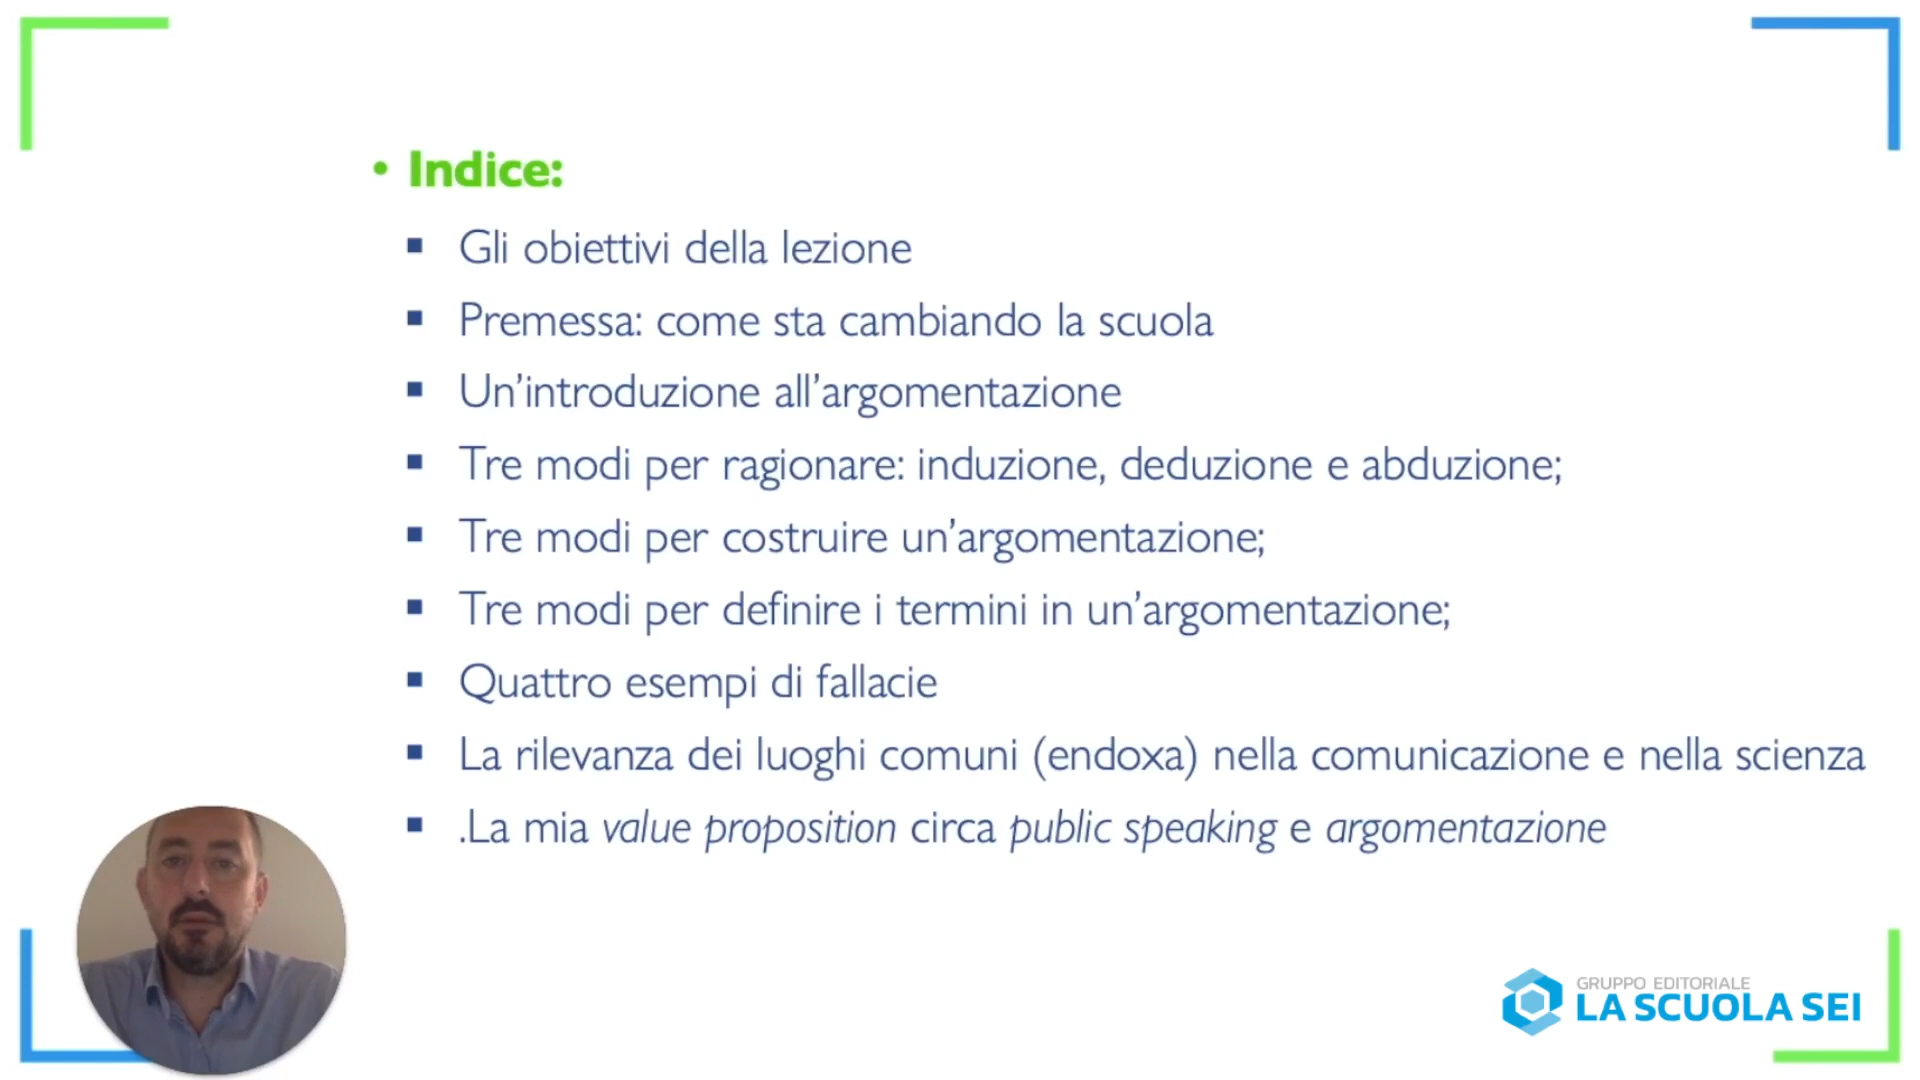 • Indice:
▪ Gli obiettivi della lezione
▪ Premessa: come sta cambiando la scuola
▪ Un’introduzione all’argomentazione
▪ Tre modi per ragionare: induzione, deduzione e abduzione;
▪ Tre modi per costruire un’argomentazione;
▪ Tre modi per definire i termini in un’argomentazione;
▪ Quattro esempi di fallacie
▪ La rilevanza dei luoghi comuni (endoxa) nella comunicazione e nella scienza
▪ .La mia value proposition circa public speaking e argomentazione
GRUPPO EDITORIALE
LA SCUOLA SEI